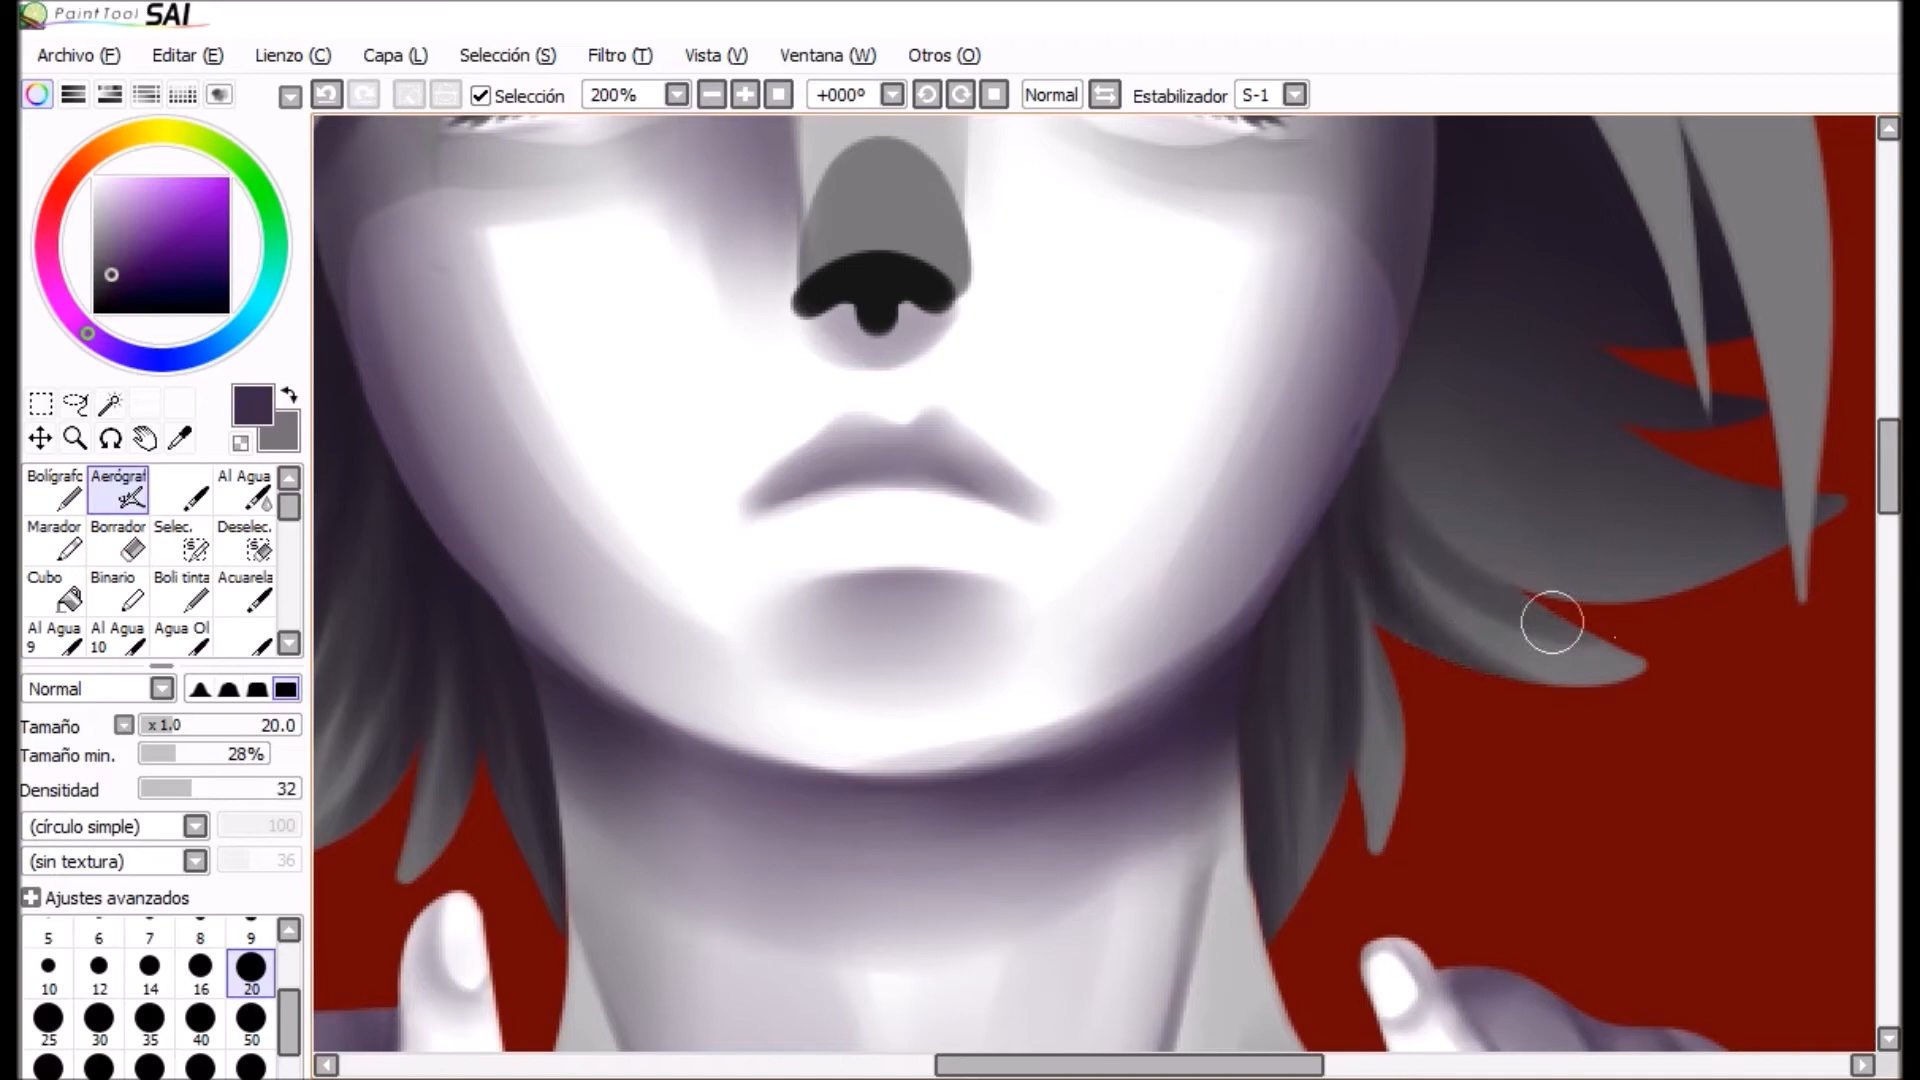 PaintTool SAI
Archivo (F) Editar (E) Lienzo (C) Capa (L) Selección (S) Filtro (T) Vista (V) Ventana (W) Otros (O)
Selección 200% +000º Normal Estabilizador S-1
Bolígrafc Aerógraf Al Agua
Marador Borrador Selec. Deselec.
Cubo Binario Boli tinta Acuarela
Al Agua Al Agua Agua Ol
9 10
Normal
Tamaño x 1.0 20.0
Tamaño min. 28%
Densitidad 32
(círculo simple) 100
(sin textura) 36
Ajustes avanzados
5 6 7 8 9
10 12 14 16 20
25 30 35 40 50